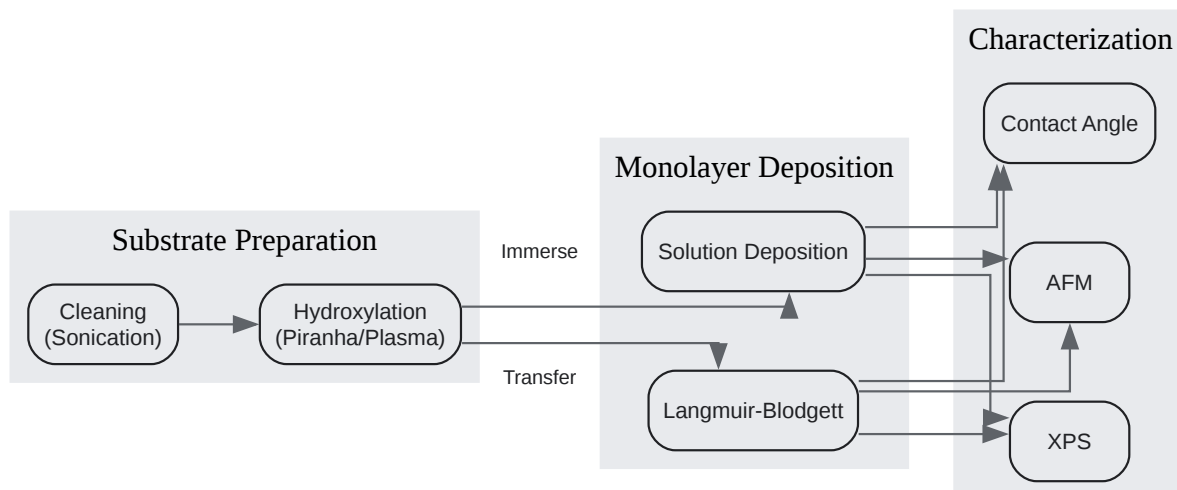 Substrate Preparation
Cleaning
(Sonication)
Hydroxylation
(Piranha/Plasma)
Immerse
Transfer
Monolayer Deposition
Solution Deposition
Langmuir-Blodgett
Characterization
Contact Angle
AFM
XPS